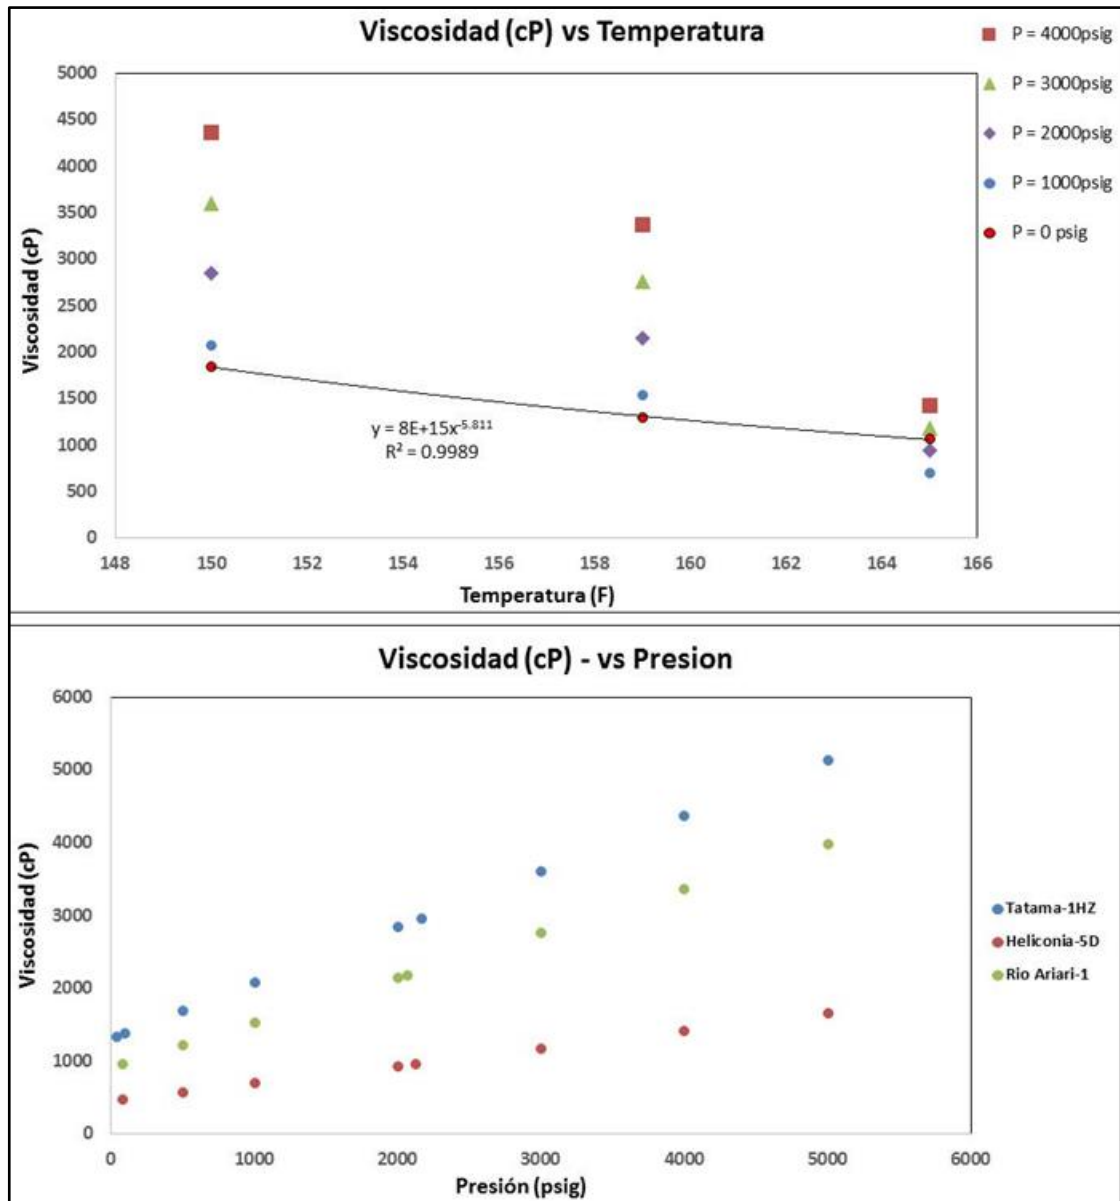 Viscosidad (cP) vs Temperatura
P = 4000psig
P = 3000psig
P = 2000psig
P = 1000psig
P = 0 psig
5000
4500
4000
3500
3000
2500
2000
1500
1000
500
0
Viscosidad (cP)
y = 8E+15x^-5.811
R² = 0.9989
148 150 152 154 156 158 160 162 164 166
Temperatura (F)
Viscosidad (cP) - vs Presion
6000
5000
4000
3000
2000
1000
0
Viscosidad (cP)
Tatama-1HZ
Heliconia-5D
Rio Ariari-1
0 1000 2000 3000 4000 5000 6000
Presión (psig)